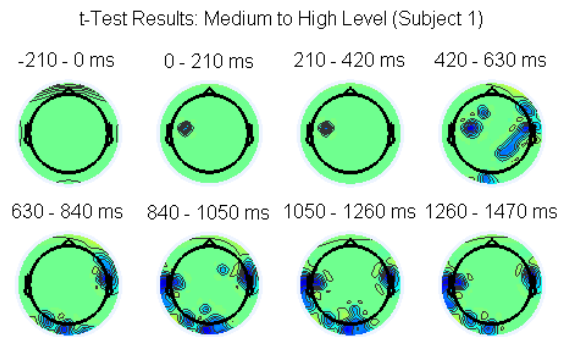 t-Test Results: Medium to High Level (Subject 1)
-210 - 0 ms 0 - 210 ms 210 - 420 ms 420 - 630 ms
630 - 840 ms 840 - 1050 ms 1050 - 1260 ms 1260 - 1470 ms